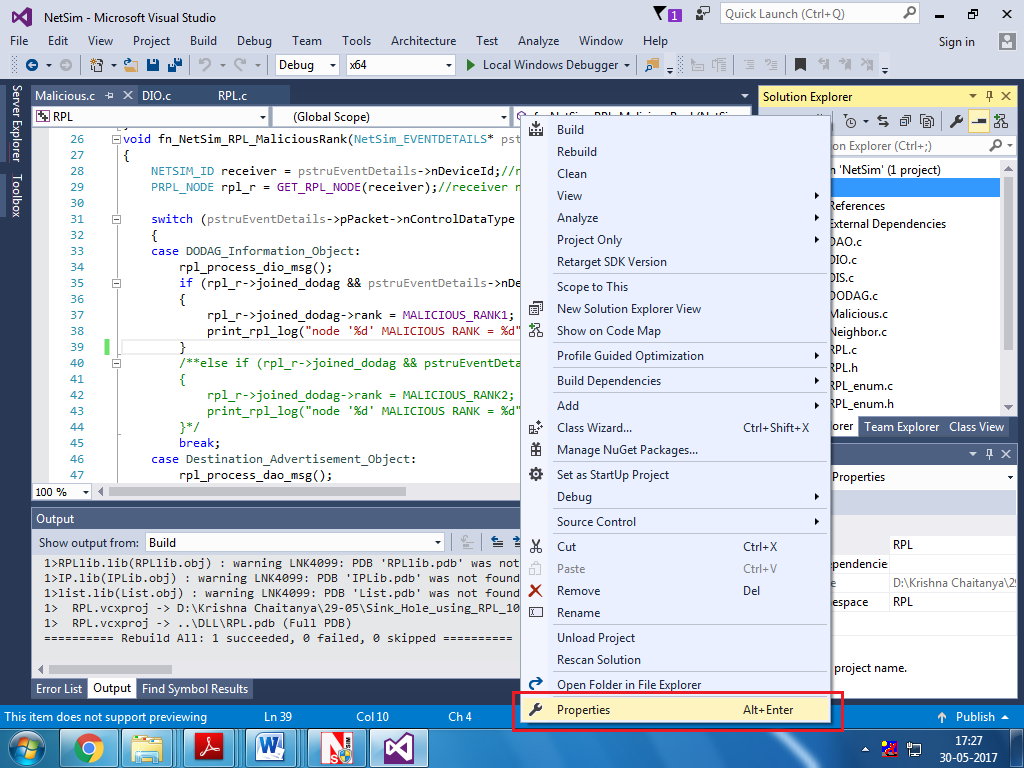 NetSim - Microsoft Visual Studio
1
Quick Launch (Ctrl+Q)
File Edit View Project Build Debug Team Tools Architecture Test Analyze Window Help
Sign in
Debug x64 Local Windows Debugger
Server Explorer
Toolbox
Malicious.c DIO.c RPL.c
RPL (Global Scope)
26 void fn_NetSim_RPL_MaliciousRank(NetSim_EVENTDETAILS*
27 {
28 NETSIM_ID receiver = pstruEventDetails->nDeviceId;//
29 PRPL_NODE rpl_r = GET_RPL_NODE(receiver);//receiver
30
31 switch (pstruEventDetails->pPacket->nControlDataType
32 {
33 case DODAG_Information_Object:
34 rpl_process_dio_msg();
35 if (rpl_r->joined_dodag && pstruEventDetails->nDe
36 {
37 rpl_r->joined_dodag->rank = MALICIOUS_RANK1;
38 print_rpl_log("node '%d' MALICIOUS RANK = %d"
39 }
40 /**else if (rpl_r->joined_dodag && pstruEventDeta
41 {
42 rpl_r->joined_dodag->rank = MALICIOUS_RANK2;
43 print_rpl_log("node '%d' MALICIOUS RANK = %d"
44 }*/
45 break;
46 case Destination_Advertisement_Object:
47 rpl_process_dao_msg();
100 %
Output
Show output from: Build
1>RPLlib.lib(RPLlib.obj) : warning LNK4099: PDB 'RPLlib.pdb' was not
1>IP.lib(IPLib.obj) : warning LNK4099: PDB 'IPLib.pdb' was not found
1>list.lib(List.obj) : warning LNK4099: PDB 'List.pdb' was not found
1> RPL.vcxproj -> D:\Krishna Chaitanya\29-05\Sink_Hole_using_RPL_10
1> RPL.vcxproj -> ..\DLL\RPL.pdb (Full PDB)
========== Rebuild All: 1 succeeded, 0 failed, 0 skipped ==========
Error List Output Find Symbol Results
Build
Rebuild
Clean
View
Analyze
Project Only
Retarget SDK Version
Scope to This
New Solution Explorer View
Show on Code Map
Profile Guided Optimization
Build Dependencies
Add
Class Wizard... Ctrl+Shift+X
Manage NuGet Packages...
Set as StartUp Project
Debug
Source Control
Cut Ctrl+X
Paste Ctrl+V
Remove Del
Rename
Unload Project
Rescan Solution
Open Folder in File Explorer
Properties Alt+Enter
Solution Explorer
on Explorer (Ctrl+;)
n 'NetSim' (1 project)
References
External Dependencies
DAO.c
DIO.c
DIS.c
DODAG.c
Malicious.c
Neighbor.c
RPL.c
RPL.h
RPL_enum.c
RPL_enum.h
orer Team Explorer Class View
Properties
RPL
ependencie
e D:\Krishna Chaitanya\29
espace RPL
project name.
This item does not support previewing Ln 39 Col 10 Ch 4 Publish
17:27
30-05-2017